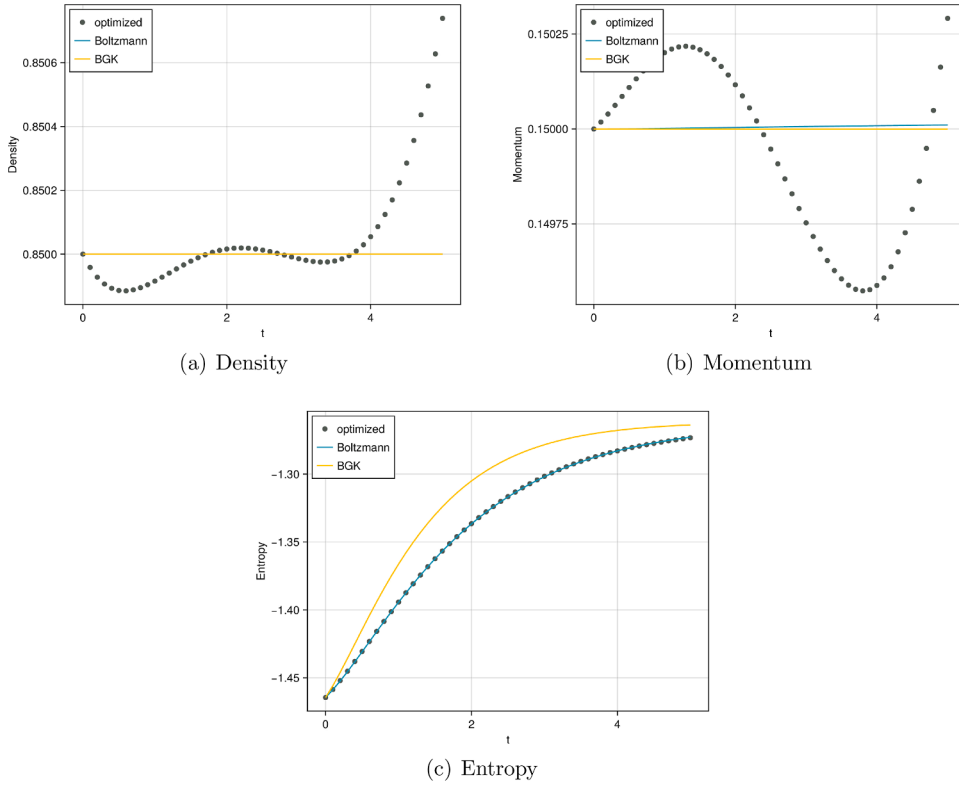 optimized
Boltzmann
BGK
0.8506
0.8504
0.8502
0.8500
Density
0
2
4
t
(a) Density
optimized
Boltzmann
BGK
0.15025
0.15000
0.14975
Momentum
0
2
4
t
(b) Momentum
optimized
Boltzmann
BGK
−1.30
−1.35
−1.40
−1.45
Entropy
0
2
4
t
(c) Entropy